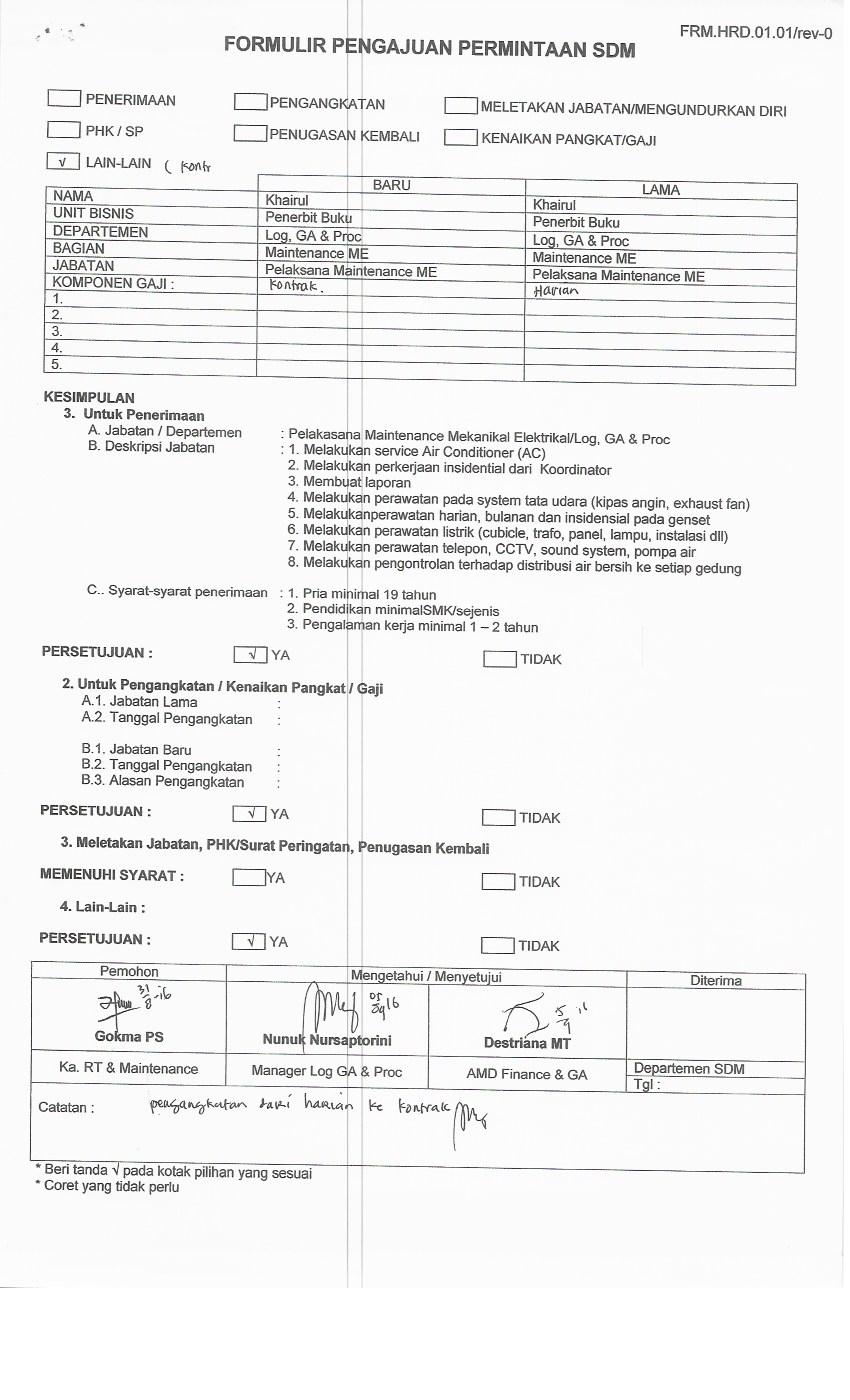 FRM.HRD.01.01/rev-0
FORMULIR PENGAJUAN PERMINTAAN SDM
PENERIMAAN PENGANGKATAN MELETAKAN JABATAN/MENGUNDURKAN DIRI
PHK / SP PENUGASAN KEMBALI KENAIKAN PANGKAT/GAJI
√ LAIN-LAIN ( Kontr
BARU LAMA
NAMA Khairul Khairul
UNIT BISNIS Penerbit Buku Penerbit Buku
DEPARTEMEN Log, GA & Proc Log, GA & Proc
BAGIAN Maintenance ME Maintenance ME
JABATAN Pelaksana Maintenance ME Pelaksana Maintenance ME
KOMPONEN GAJI : Kontrak. Harian
1.
2.
3.
4.
5.
KESIMPULAN
3. Untuk Penerimaan
A. Jabatan / Departemen : Pelakasana Maintenance Mekanikal Elektrikal/Log, GA & Proc
B. Deskripsi Jabatan : 1. Melakukan service Air Conditioner (AC)
2. Melakukan perkerjaan insidential dari Koordinator
3. Membuat laporan
4. Melakukan perawatan pada system tata udara (kipas angin, exhaust fan)
5. Melakukanperawatan harian, bulanan dan insidensial pada genset
6. Melakukan perawatan listrik (cubicle, trafo, panel, lampu, instalasi dll)
7. Melakukan perawatan telepon, CCTV, sound system, pompa air
8. Melakukan pengontrolan terhadap distribusi air bersih ke setiap gedung
C.. Syarat-syarat penerimaan : 1. Pria minimal 19 tahun
2. Pendidikan minimalSMK/sejenis
3. Pengalaman kerja minimal 1 – 2 tahun
PERSETUJUAN : √ YA TIDAK
2. Untuk Pengangkatan / Kenaikan Pangkat / Gaji
A.1. Jabatan Lama :
A.2. Tanggal Pengangkatan :
B.1. Jabatan Baru :
B.2. Tanggal Pengangkatan :
B.3. Alasan Pengangkatan :
PERSETUJUAN : √ YA TIDAK
3. Meletakan Jabatan, PHK/Surat Peringatan, Penugasan Kembali
MEMENUHI SYARAT : YA TIDAK
4. Lain-Lain :
PERSETUJUAN : √ YA TIDAK
Pemohon Mengetahui / Menyetujui Diterima
31/8-16 05/09 16 5/9 16
Gokma PS Nunuk Nursaptorini Destriana MT
Ka. RT & Maintenance Manager Log GA & Proc AMD Finance & GA Departemen SDM
Tgl :
Catatan : pengangkatan dari harian ke kontrak
* Beri tanda √ pada kotak pilihan yang sesuai
* Coret yang tidak perlu